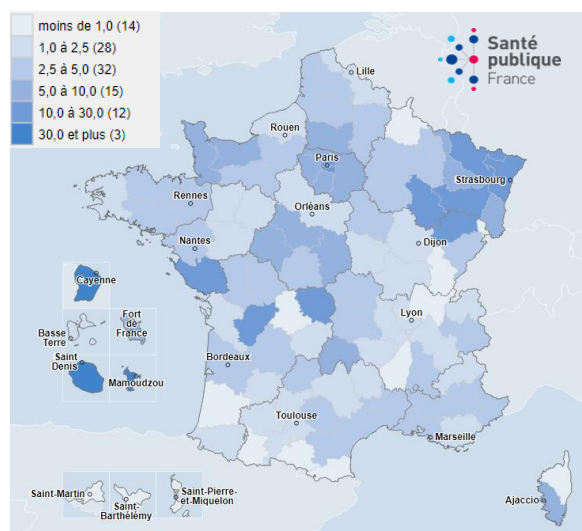 moins de 1,0 (14)
1,0 à 2,5 (28)
2,5 à 5,0 (32)
5,0 à 10,0 (15)
10,0 à 30,0 (12)
30,0 et plus (3)
Santé
publique
France
Lille
Rouen
Paris
Strasbourg
Rennes
Orléans
Nantes
Dijon
Cayenne
Basse
Terre
Fort
de
France
Lyon
Saint
Denis
Mamoudzou
Bordeaux
Toulouse
Marseille
Saint-Martin
Saint-
Barthélémy
Saint-Pierre-
et-Miquelon
Ajaccio